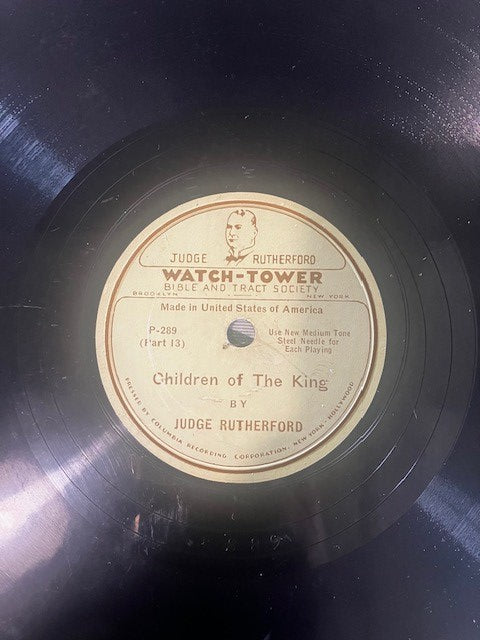 JUDGE RUTHERFORD
WATCH-TOWER
BIBLE AND TRACT SOCIETY
BROOKLYN NEW YORK
Made in United States of America
P-289
(Part 13)
Use New Medium Tone
Steel Needle for
Each Playing
Children of The King
BY
JUDGE RUTHERFORD
PRESSED BY COLUMBIA RECORDING CORPORATION. NEW YORK - HOLLYWOOD